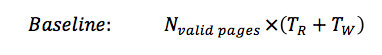 Baseline: N_valid pages ×(T_R + T_W)